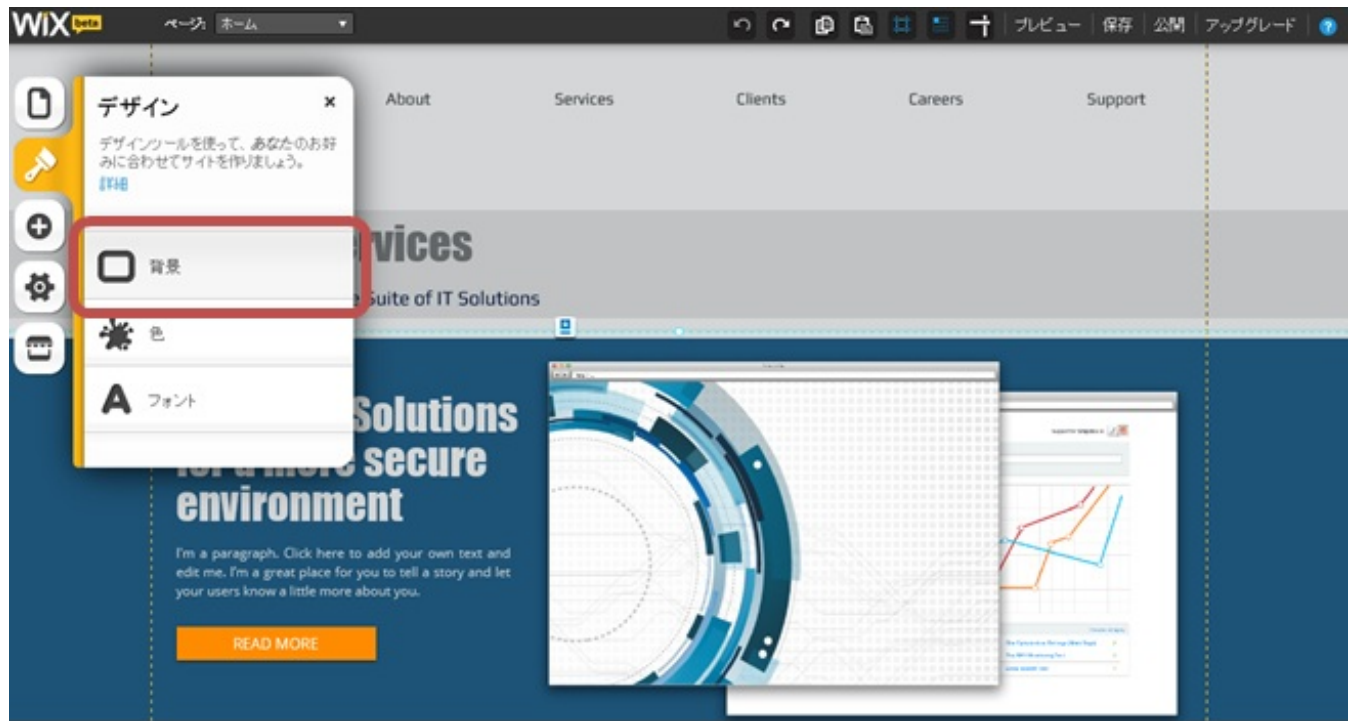 WiX beta
ページ: ホーム
プレビュー 保存 公開 アップグレード ?
About Services Clients Careers Support
デザイン ×
デザインツールを使って、あなたのお好
みに合わせてサイトを作りましょう。
詳細
背景
色
A フォント
rvices
Suite of IT Solutions
Solutions
for a more secure
environment
I'm a paragraph. Click here to add your own text and
edit me. I'm a great place for you to tell a story and let
your users know a little more about you.
READ MORE